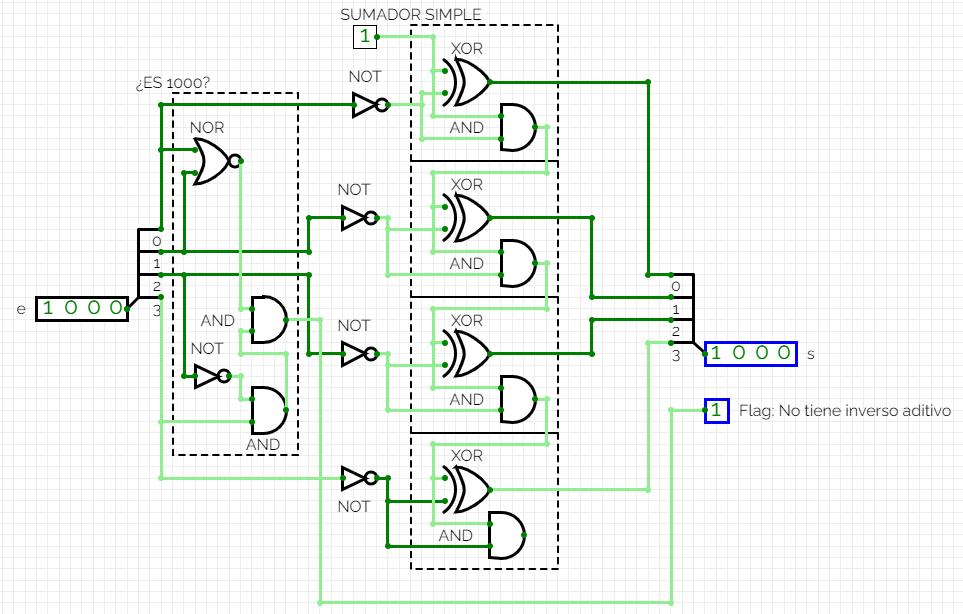 SUMADOR SIMPLE
1
XOR
NOT
¿ES 1000?
AND
NOR
NOT
XOR
0
1
AND
2
0
e
1 0 0 0
3
1
AND
NOT
XOR
2
NOT
1 0 0 0
s
3
AND
1
Flag: No tiene inverso aditivo
AND
XOR
NOT
AND